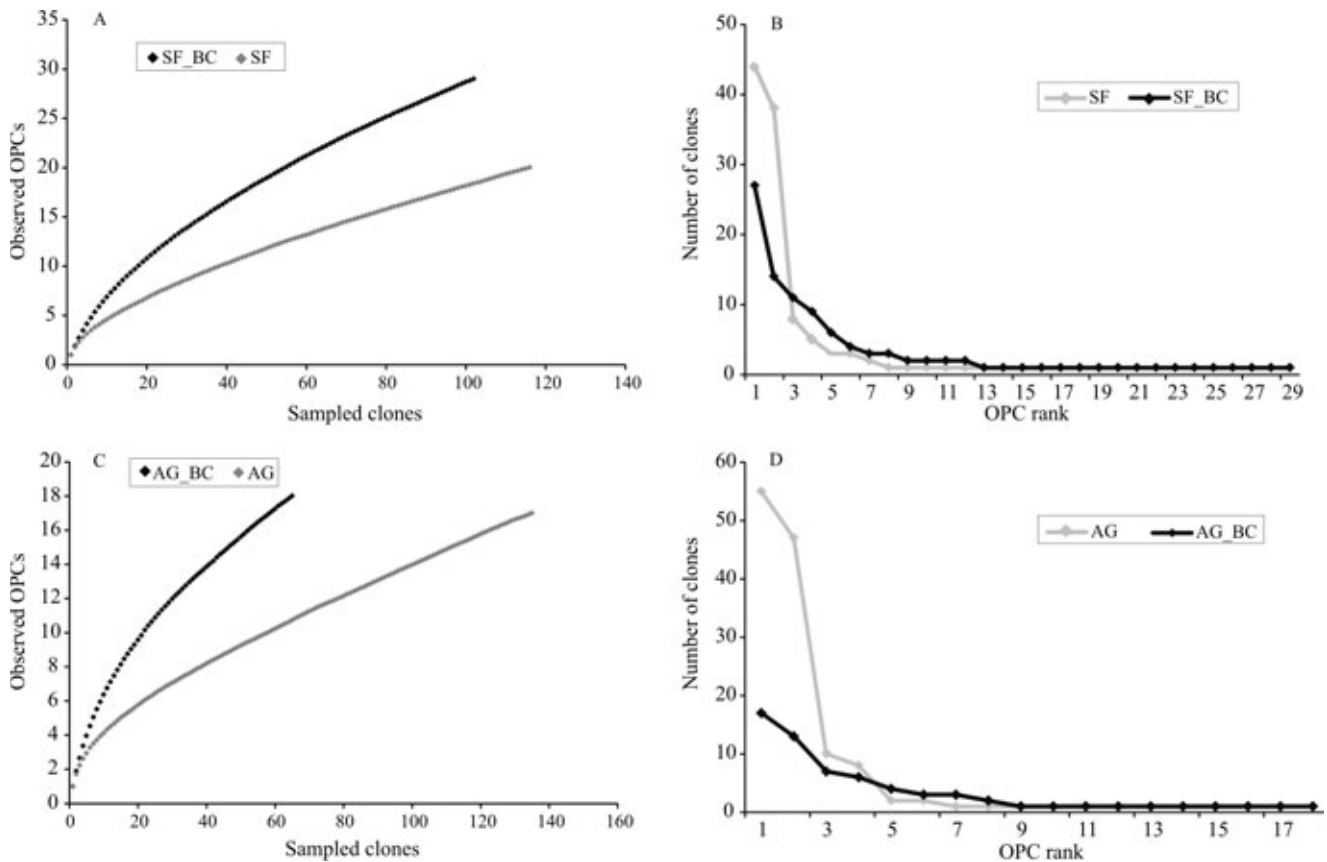 A
SF_BC SF
35
30
25
20
15
10
5
0
Observed OPCs
0 20 40 60 80 100 120 140
Sampled clones
B
SF SF_BC
50
40
30
20
10
0
Number of clones
1 3 5 7 9 11 13 15 17 19 21 23 25 27 29
OPC rank
C
AG_BC AG
20
18
16
14
12
10
8
6
4
2
0
Observed OPCs
0 20 40 60 80 100 120 140 160
Sampled clones
D
AG AG_BC
60
50
40
30
20
10
0
Number of clones
1 3 5 7 9 11 13 15 17
OPC rank